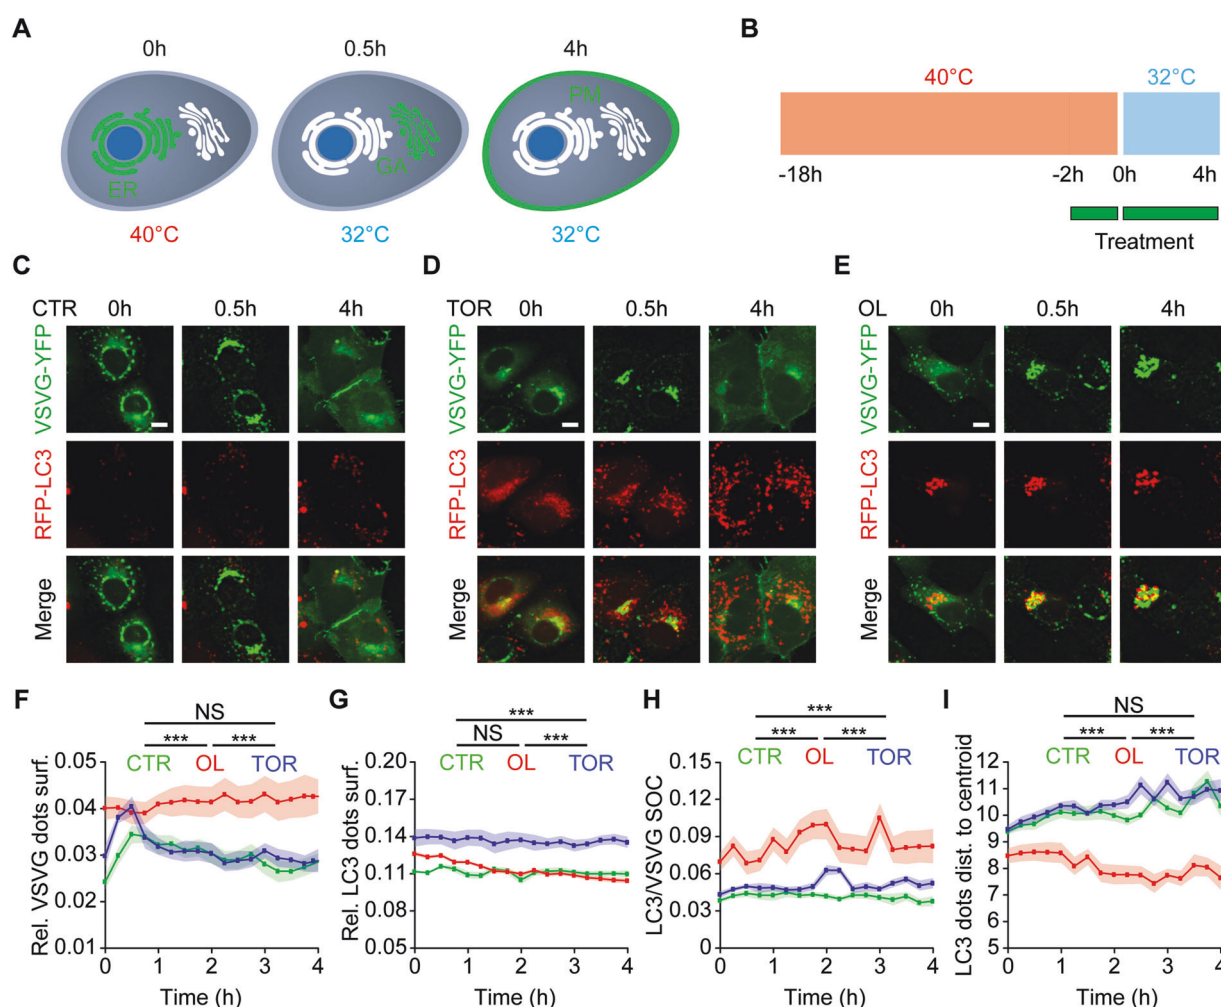 A
0h
0.5h
4h
ER
GA
PM
40°C
32°C
32°C
B
40°C
32°C
-18h
-2h
0h
4h
Treatment
C
CTR
0h
0.5h
4h
VSVG-YFP
RFP-LC3
Merge
D
TOR
0h
0.5h
4h
VSVG-YFP
RFP-LC3
Merge
E
OL
0h
0.5h
4h
VSVG-YFP
RFP-LC3
Merge
F
NS
*** ***
CTR OL TOR
Rel. VSVG dots surf.
0.05
0.04
0.03
0.02
0.01
0 1 2 3 4
Time (h)
G
***
NS ***
CTR OL TOR
Rel. LC3 dots surf.
0.20
0.17
0.14
0.11
0.08
0.05
0 1 2 3 4
Time (h)
H
***
*** ***
CTR OL TOR
LC3/VSVG SOC
0.15
0.12
0.09
0.06
0.03
0
0 1 2 3 4
Time (h)
I
NS
*** ***
CTR OL TOR
LC3 dots dist. to centroid
12
11
10
9
8
7
6
5
0 1 2 3 4
Time (h)